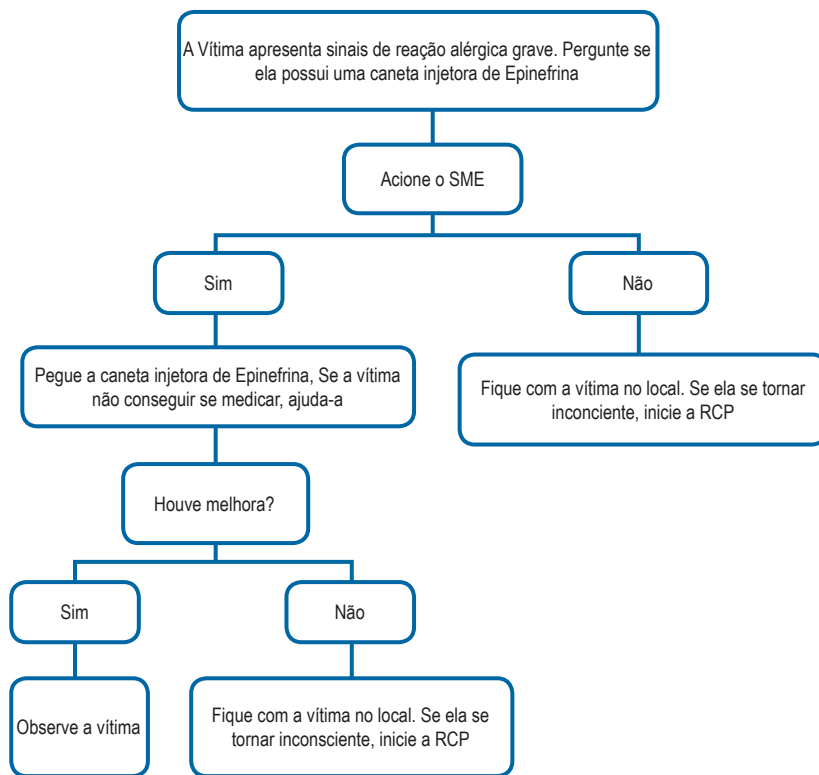 A Vítima apresenta sinais de reação alérgica grave. Pergunte se
ela possui uma caneta injetora de Epinefrina
Acione o SME
Sim
Não
Pegue a caneta injetora de Epinefrina, Se a vítima
não conseguir se medicar, ajuda-a
Fique com a vítima no local. Se ela se tornar
inconciente, inicie a RCP
Houve melhora?
Sim
Não
Observe a vítima
Fique com a vítima no local. Se ela se
tornar inconsciente, inicie a RCP